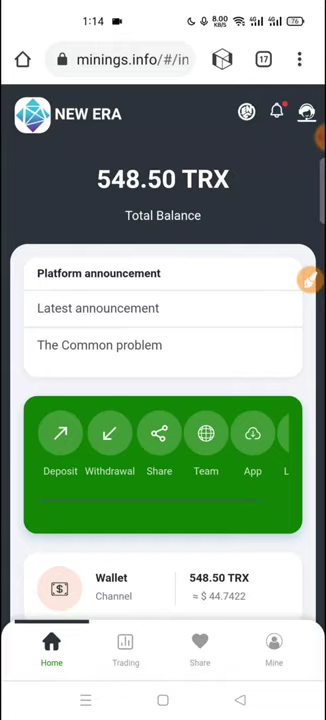 1:14
8.00
KB/S
4G
4G
76
minings.info/#/in
17
NEW ERA
548.50 TRX
Total Balance
Platform announcement
Latest announcement
The Common problem
Deposit Withdrawal Share Team App L
Wallet 548.50 TRX
Channel ≈ $ 44.7422
Home Trading Share Mine